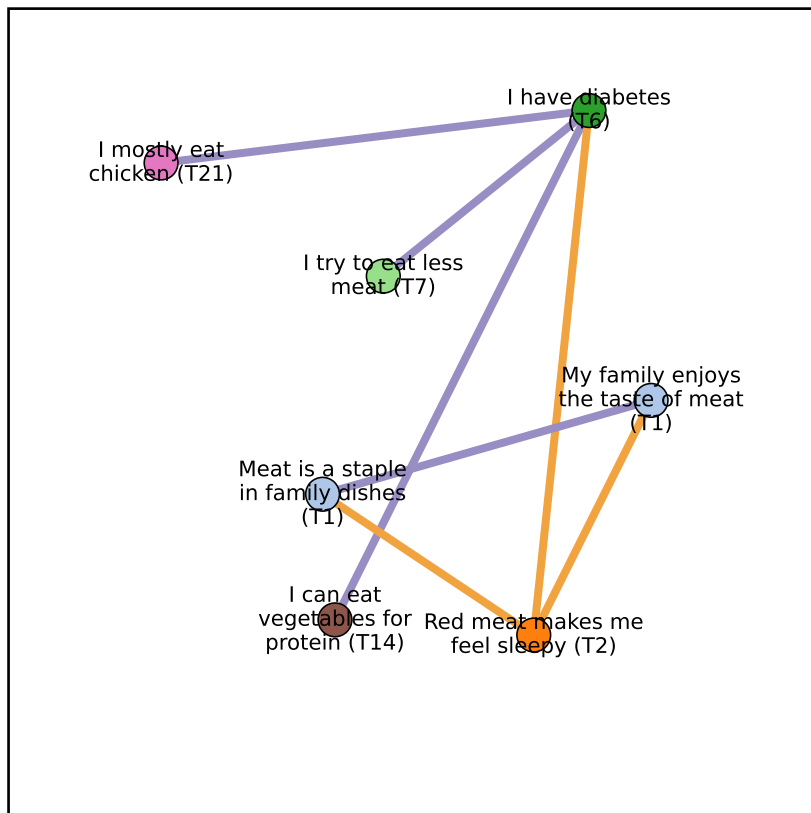 I have diabetes
(T6)
I mostly eat
chicken (T21)
I try to eat less
meat (T7)
My family enjoys
the taste of meat
(T1)
Meat is a staple
in family dishes
(T1)
I can eat
vegetables for
protein (T14)
Red meat makes me
feel sleepy (T2)